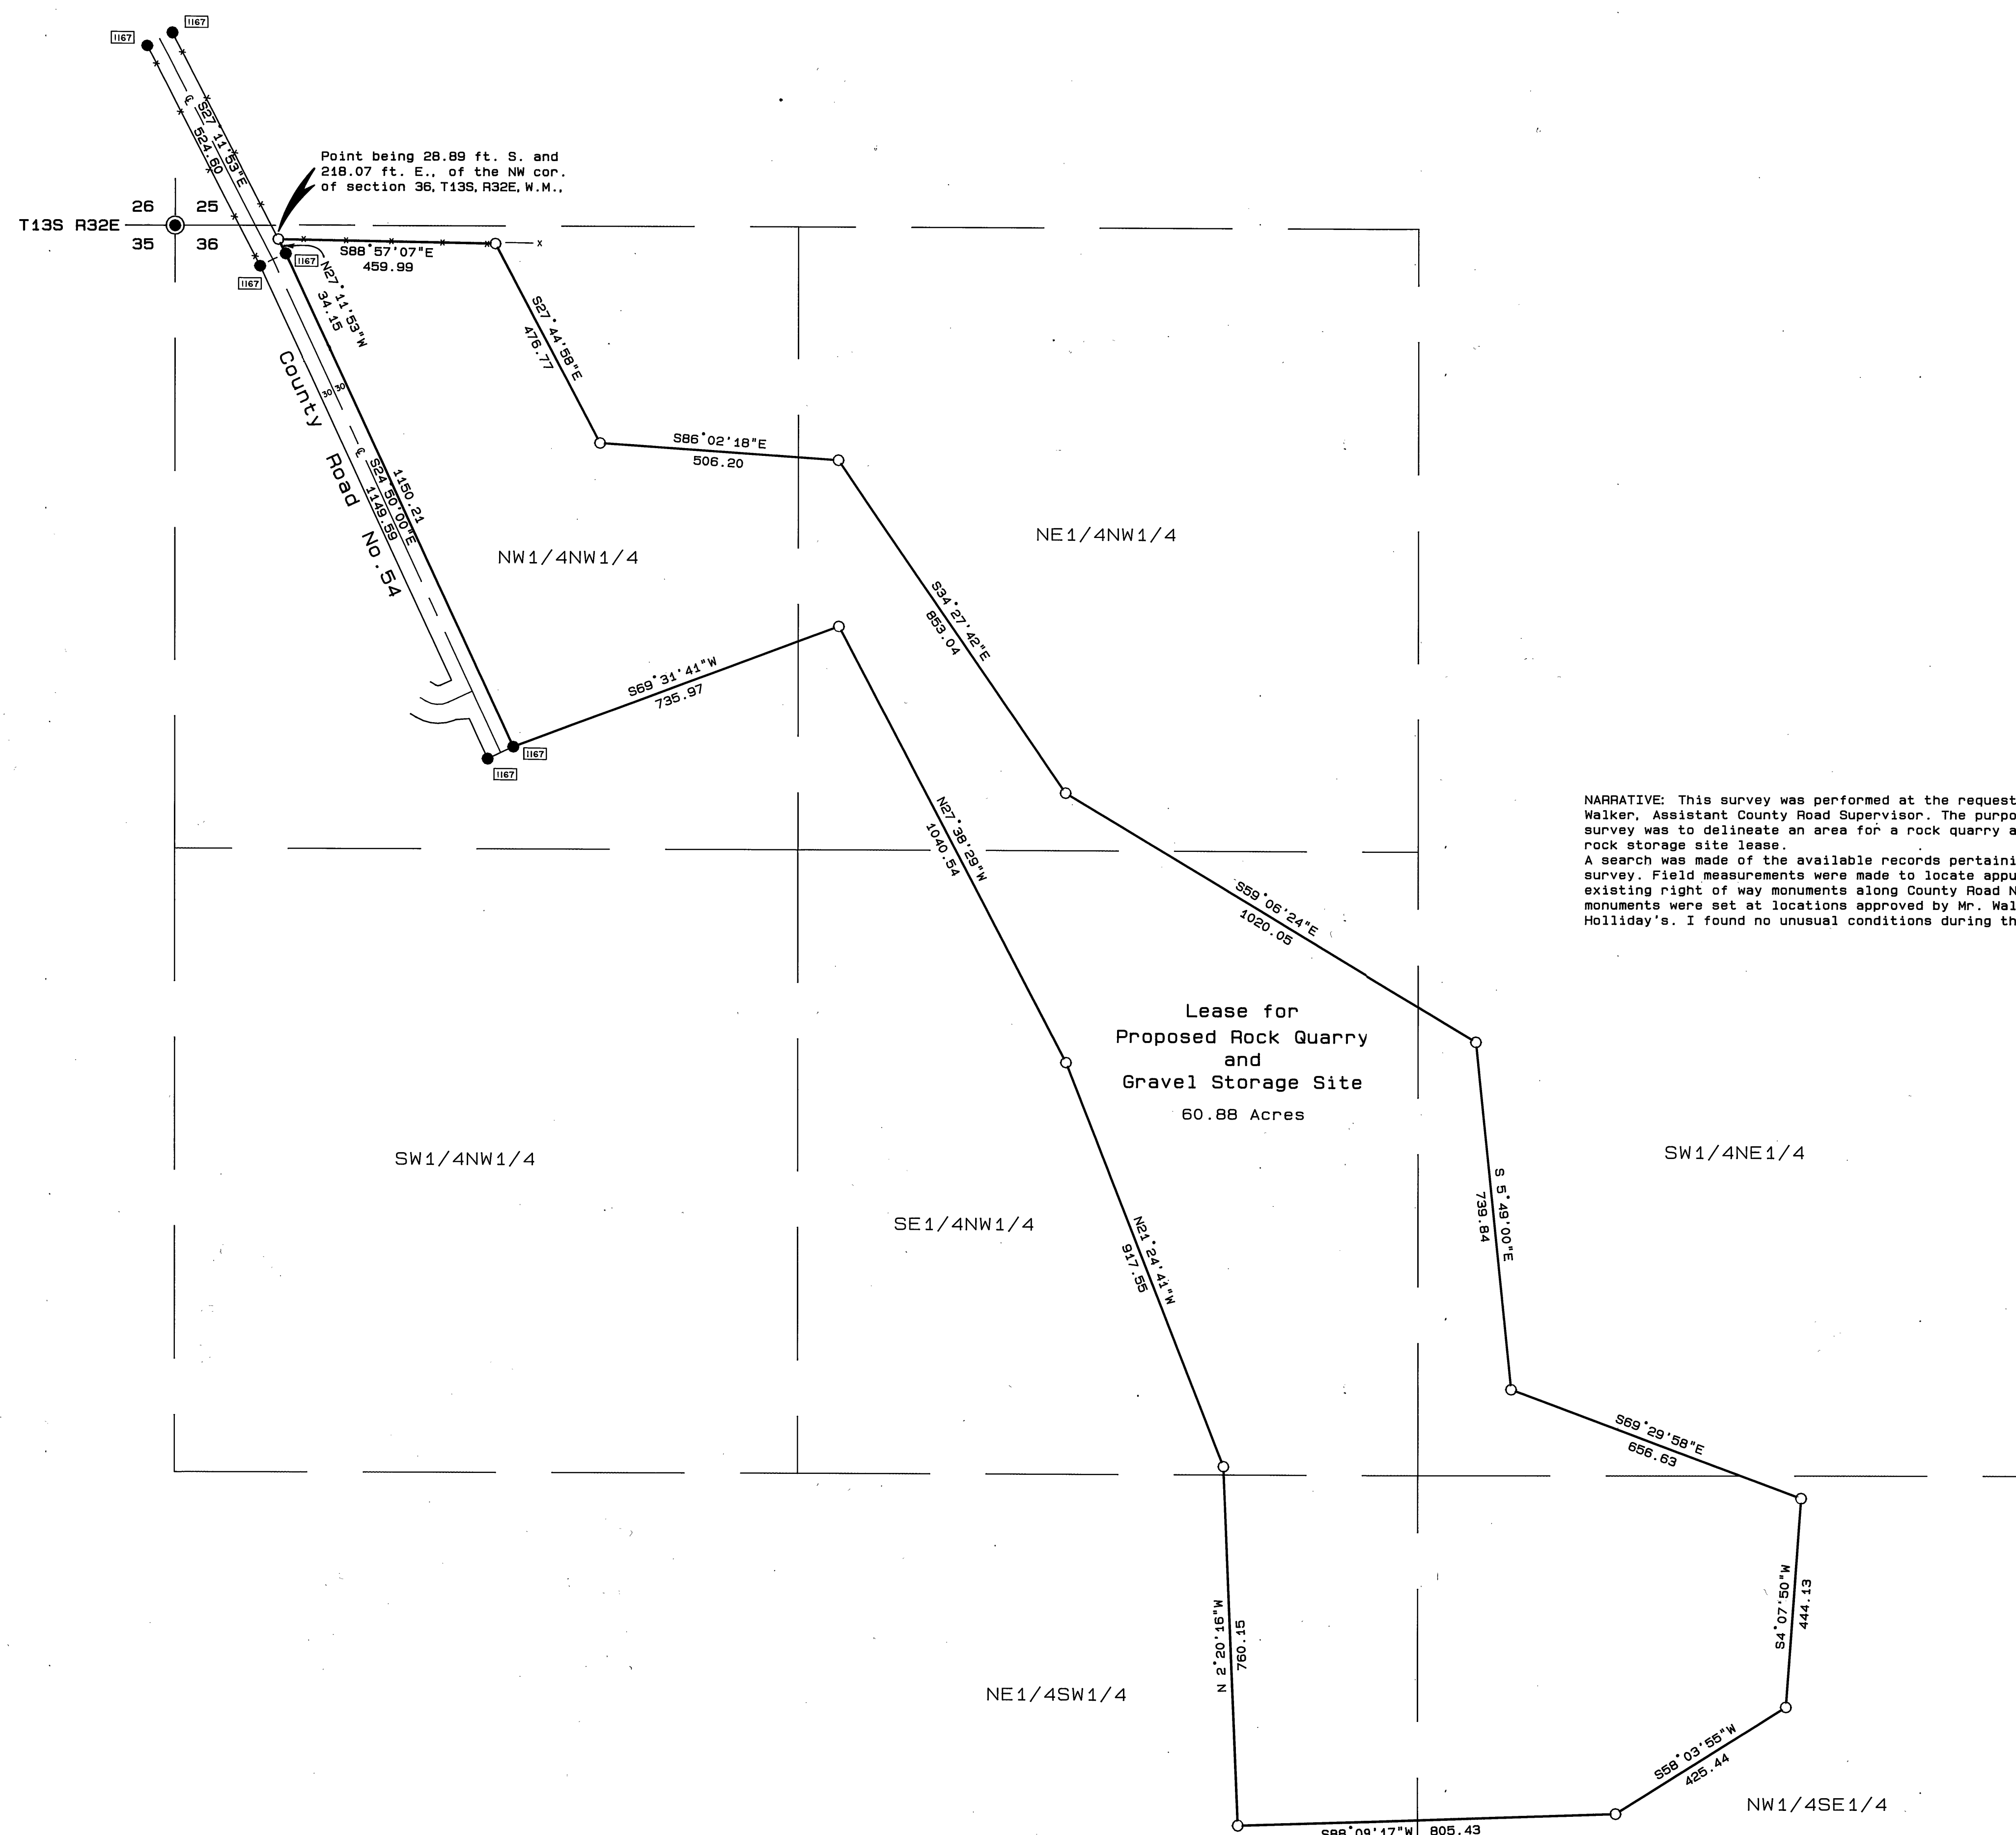 1167
1167
S27°11'53"E
524.60
Point being 28.89 ft. S. and
218.07 ft. E., of the NW cor.
of section 36, T13S, R32E, W.M.,
26 25
T13S R32E
35 36
1167
1167
S88°57'07"E
459.99
N27°11'53"W
34.15
S27°44'58"E
476.77
30 30
County Road No.54
S86°02'18"E
506.20
1150.21
S24°50'00"E
1149.59
NW1/4NW1/4
NE1/4NW1/4
S34°27'42"E
853.04
S69°31'41"W
735.97
1167
1167
N27°38'29"W
1040.54
NARRATIVE: This survey was performed at the request
Walker, Assistant County Road Supervisor. The purpo
survey was to delineate an area for a rock quarry a
rock storage site lease.
A search was made of the available records pertaini
survey. Field measurements were made to locate appu
existing right of way monuments along County Road N
monuments were set at locations approved by Mr. Wal
Holliday's. I found no unusual conditions during th
S59°06'24"E
1020.05
Lease for
Proposed Rock Quarry
and
Gravel Storage Site
60.88 Acres
SW1/4NW1/4
SE1/4NW1/4
SW1/4NE1/4
S 5°49'00"E
739.84
N21°24'41"W
917.55
S69°29'58"E
656.63
S4°07'50"W
444.13
N 2°20'16"W
760.15
NE1/4SW1/4
S58°03'55"W
425.44
NW1/4SE1/4
S88°09'17"W 805.43